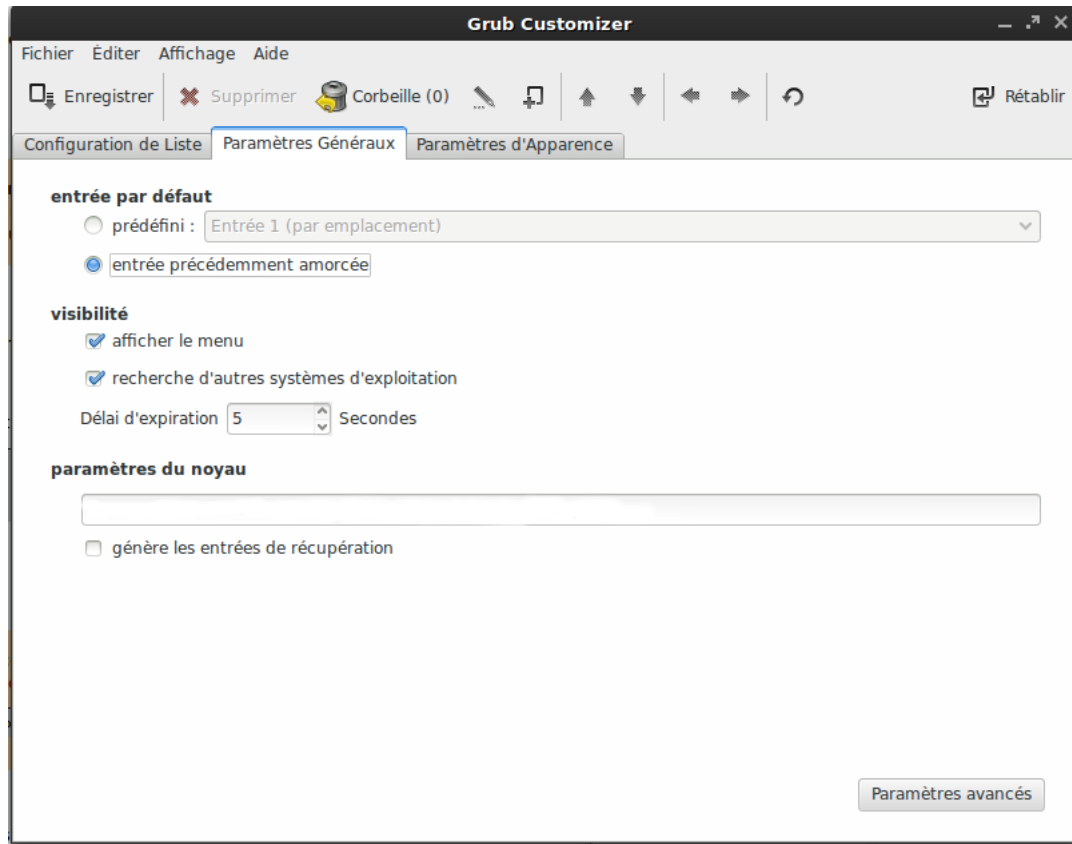 Grub Customizer
Fichier Éditer Affichage Aide
Enregistrer Supprimer Corbeille (0) Rétablir
Configuration de Liste Paramètres Généraux Paramètres d'Apparence
entrée par défaut
prédéfini : Entrée 1 (par emplacement)
entrée précédemment amorcée
visibilité
afficher le menu
recherche d'autres systèmes d'exploitation
Délai d'expiration 5 Secondes
paramètres du noyau
génère les entrées de récupération
Paramètres avancés